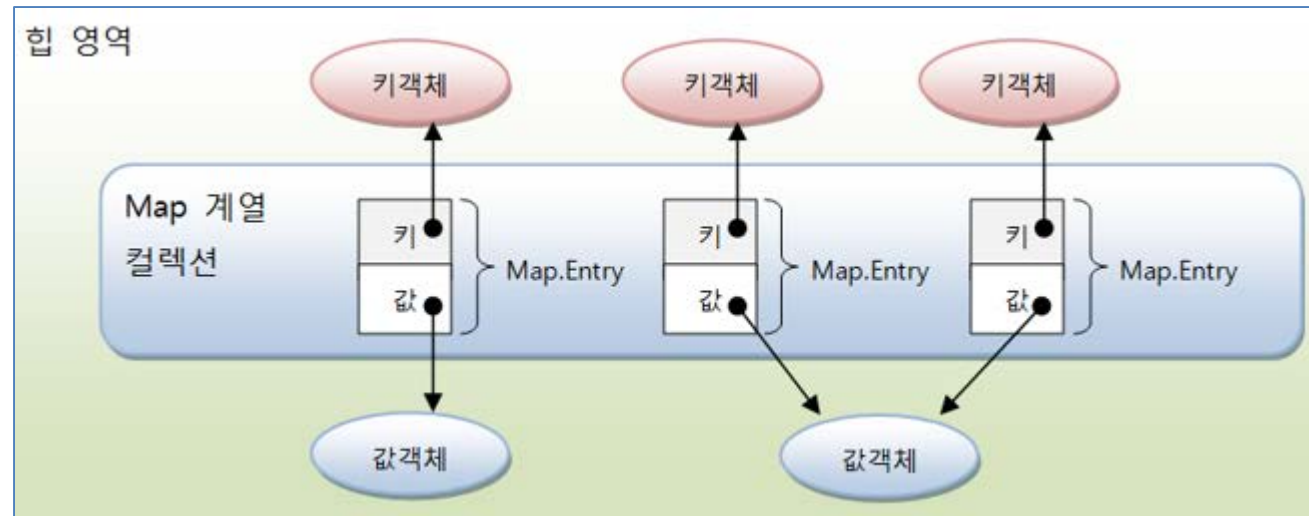 힙 영역
키객체
키객체
키객체
Map 계열
컬렉션
키
값
Map.Entry
키
값
Map.Entry
키
값
Map.Entry
값객체
값객체